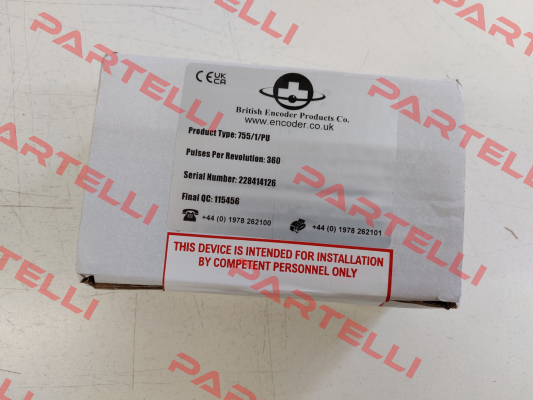 CE UK
CA
British Encoder Products Co.
www.encoder.co.uk
Product Type: 755/1/PU
Pulses Per Revolution: 360
Serial Number: 228414126
Final QC: 115456
+44 (0) 1978 262100
+44 (0) 1978 262101
THIS DEVICE IS INTENDED FOR INSTALLATION
BY COMPETENT PERSONNEL ONLY
PARTELLI
PARTELLI
PARTELLI
PARTELLI
PARTELLI
PARTELLI